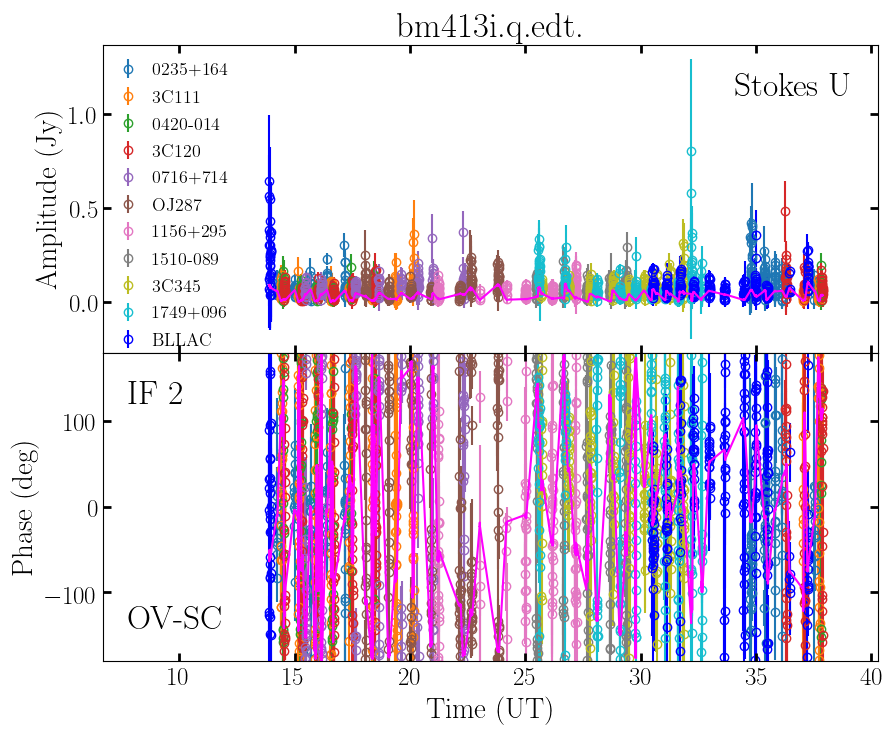 bm413i.q.edt.
Stokes U
0235+164
3C111
0420-014
3C120
0716+714
OJ287
1156+295
1510-089
3C345
1749+096
BLLAC
Amplitude (Jy)
1.0
0.5
0.0
IF 2
OV-SC
Phase (deg)
100
0
−100
10 15 20 25 30 35 40
Time (UT)